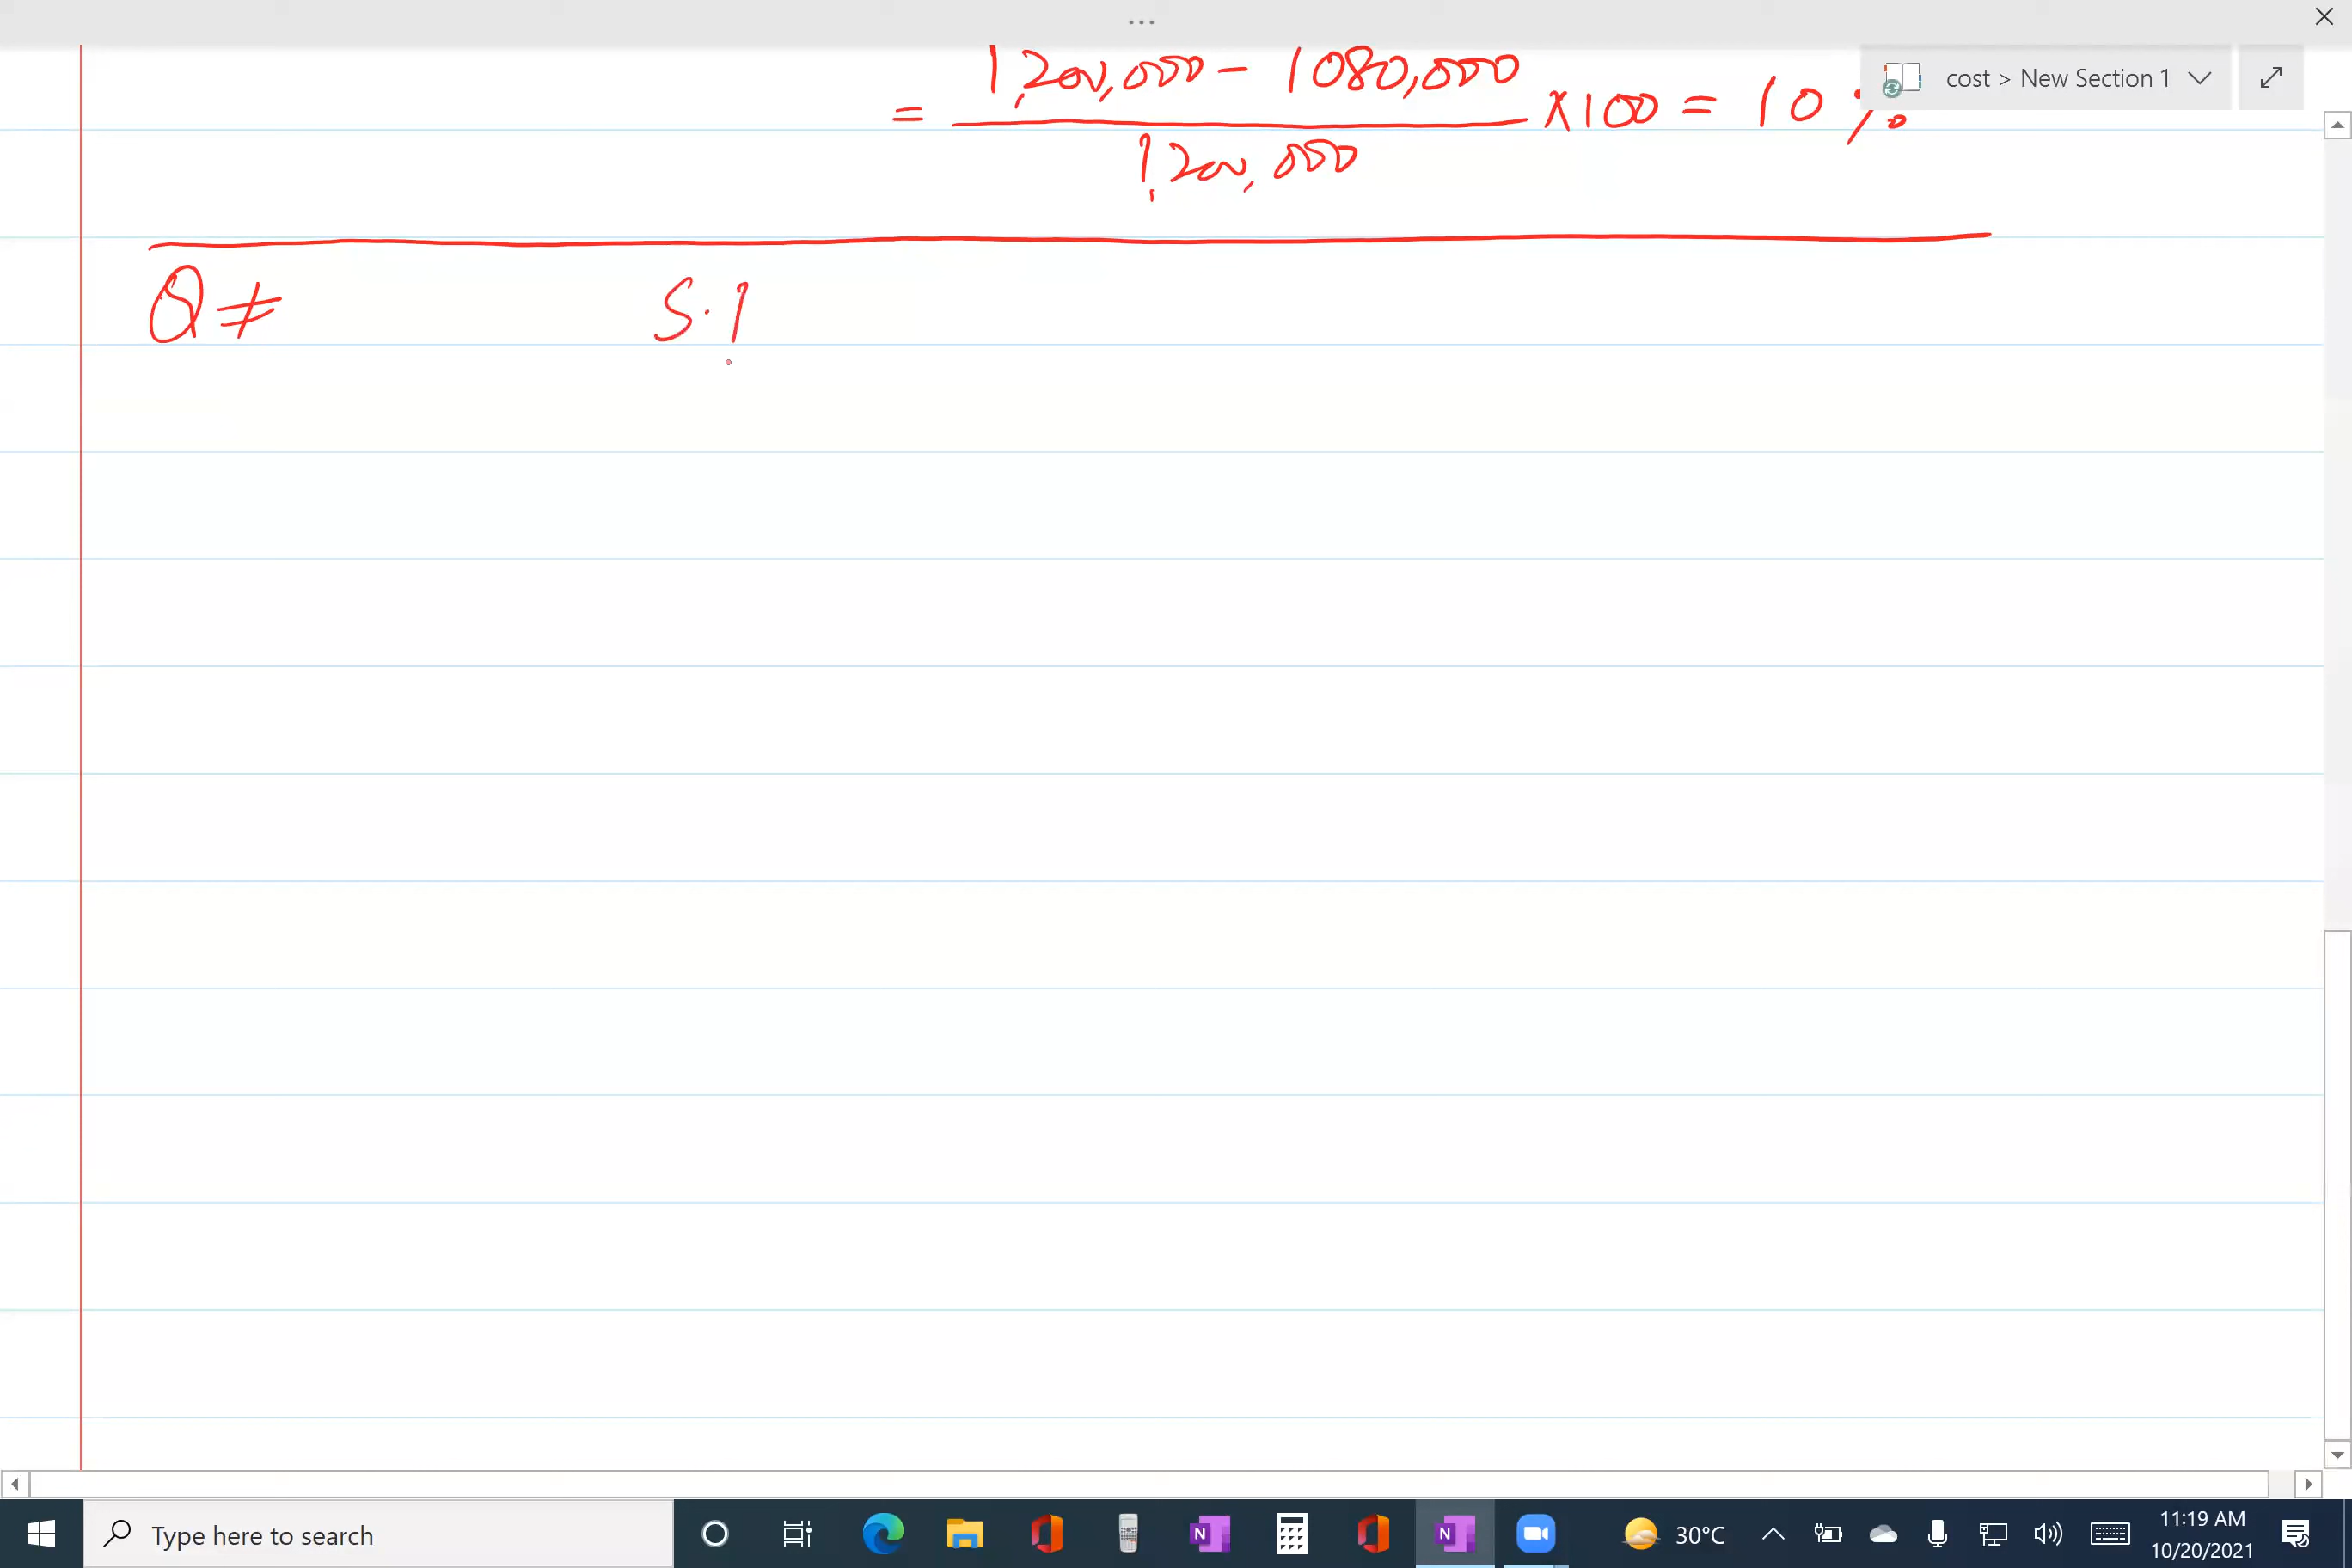 ...
1,200,000 - 1080,000
= ×100 = 10 %
1,200,000
cost > New Section 1
Q # S.1
Type here to search
30°C
11:19 AM
10/20/2021